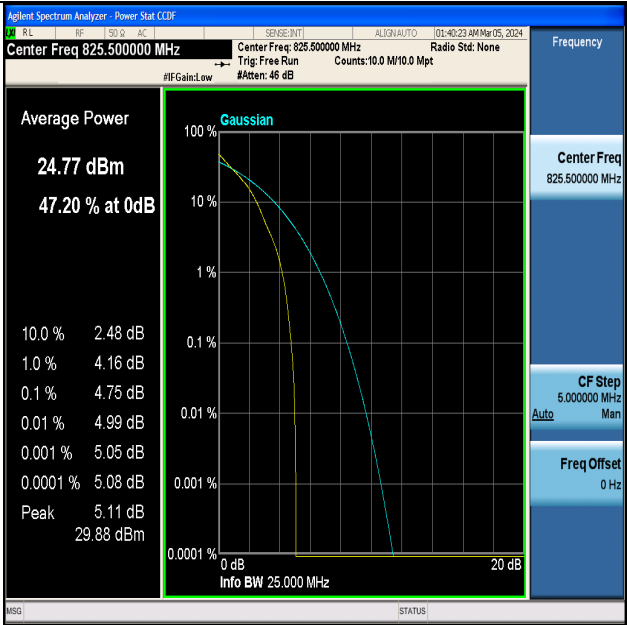 Agilent Spectrum Analyzer - Power Stat CCDF
LXI RL RF 50 Ω AC SENSE:INT ALIGNAUTO 01:40:23 AM Mar 05, 2024
Center Freq 825.500000 MHz
Center Freq: 825.500000 MHz Radio Std: None
Trig: Free Run Counts:10.0 M/10.0 Mpt
#IFGain:Low #Atten: 46 dB
Frequency
Average Power
24.77 dBm
47.20 % at 0dB
10.0 % 2.48 dB
1.0 % 4.16 dB
0.1 % 4.75 dB
0.01 % 4.99 dB
0.001 % 5.05 dB
0.0001 % 5.08 dB
Peak 5.11 dB
29.88 dBm
Gaussian
100 %
10 %
1 %
0.1 %
0.01 %
0.001 %
0.0001 %
0 dB 20 dB
Info BW 25.000 MHz
Center Freq
825.500000 MHz
CF Step
5.000000 MHz
Auto Man
Freq Offset
0 Hz
MSG STATUS